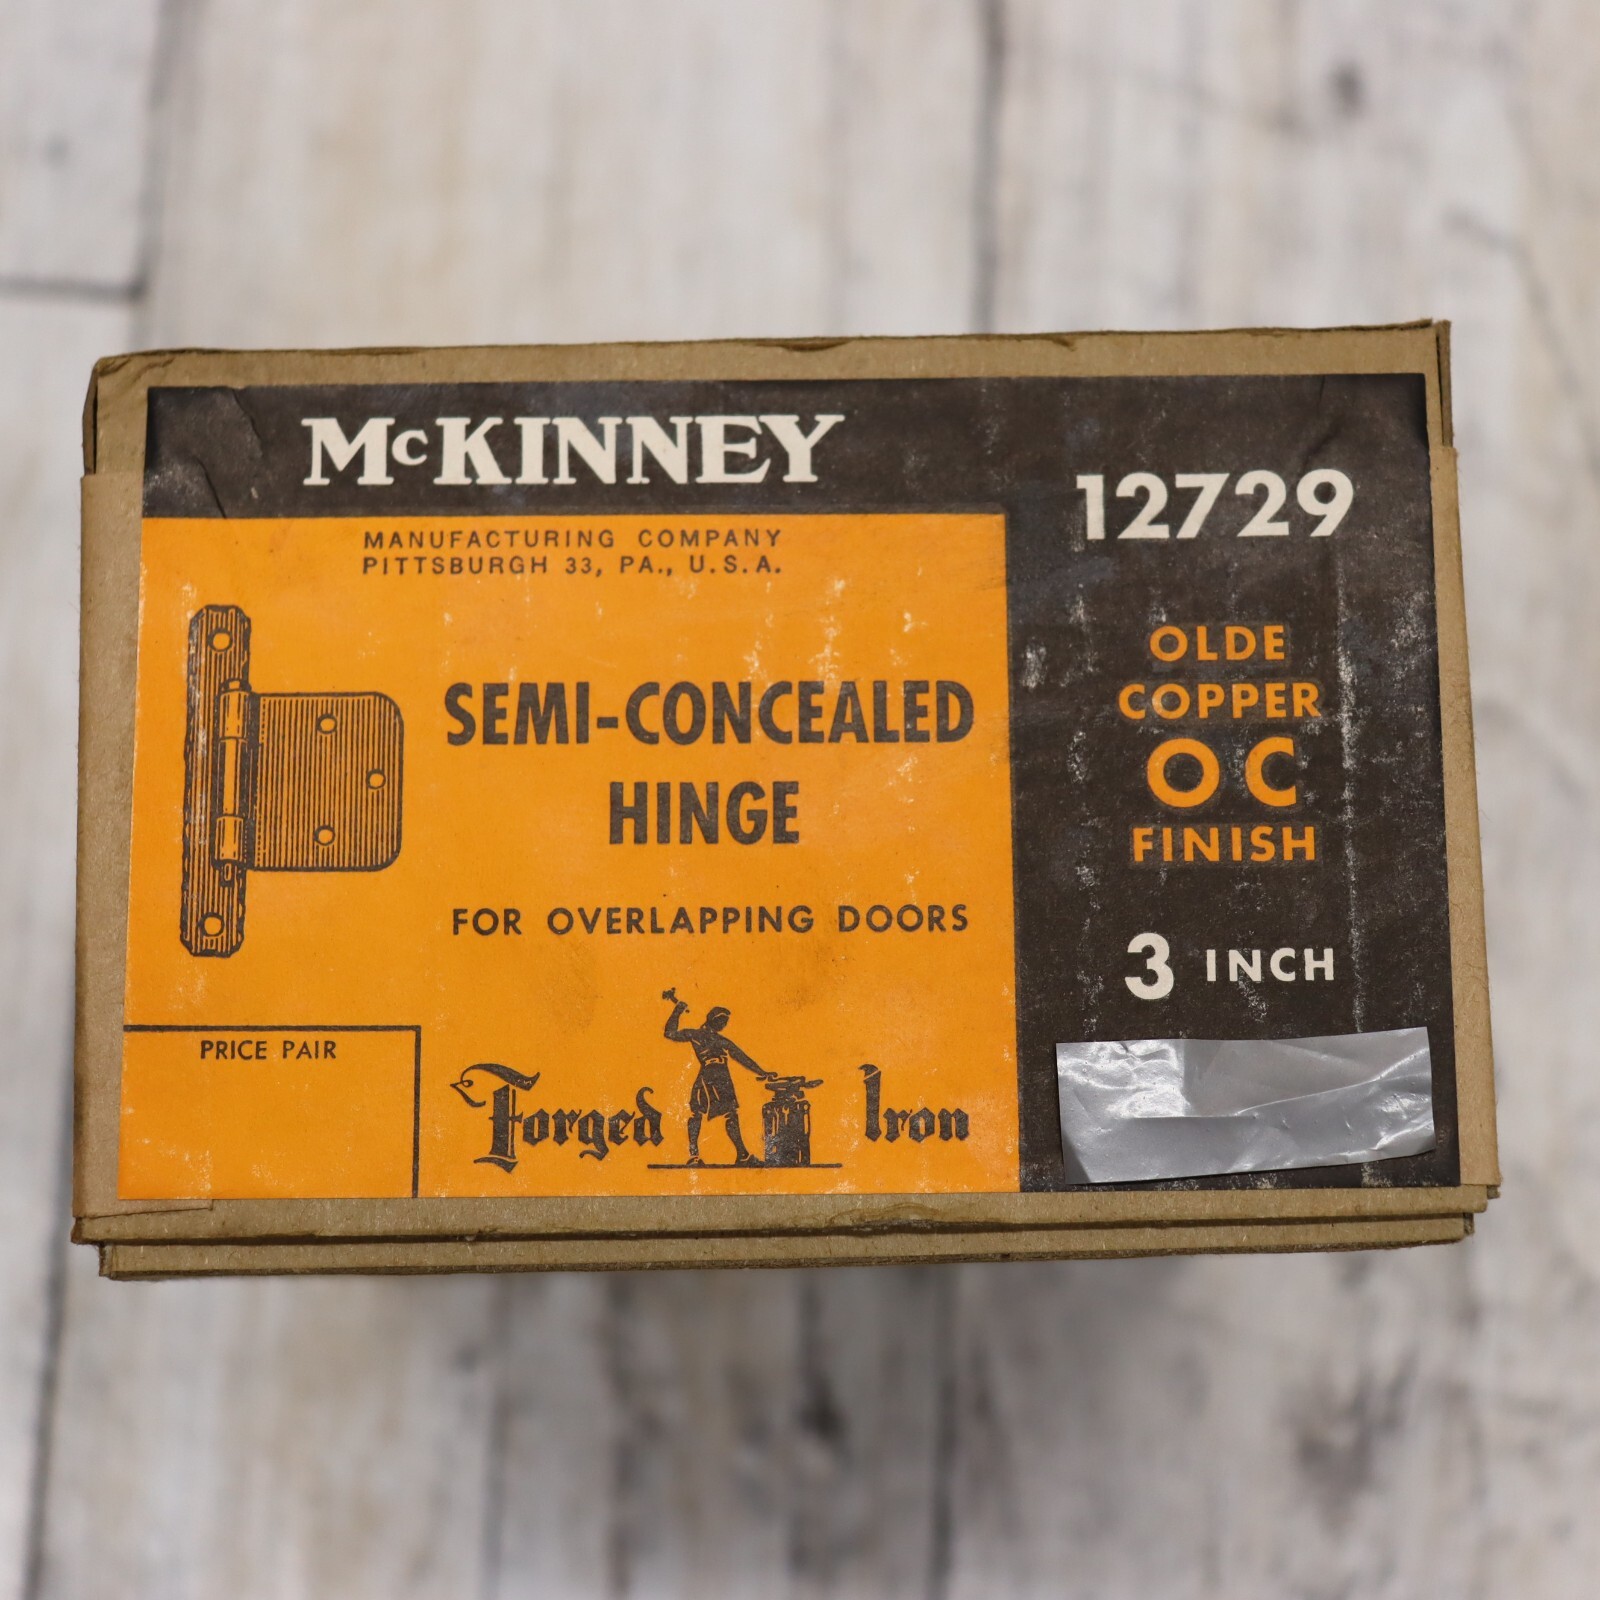 McKINNEY
MANUFACTURING COMPANY
PITTSBURGH 33, PA., U.S.A.
SEMI-CONCEALED
HINGE
FOR OVERLAPPING DOORS
PRICE PAIR
Forged Iron
12729
OLDE
COPPER
OC
FINISH
3 INCH